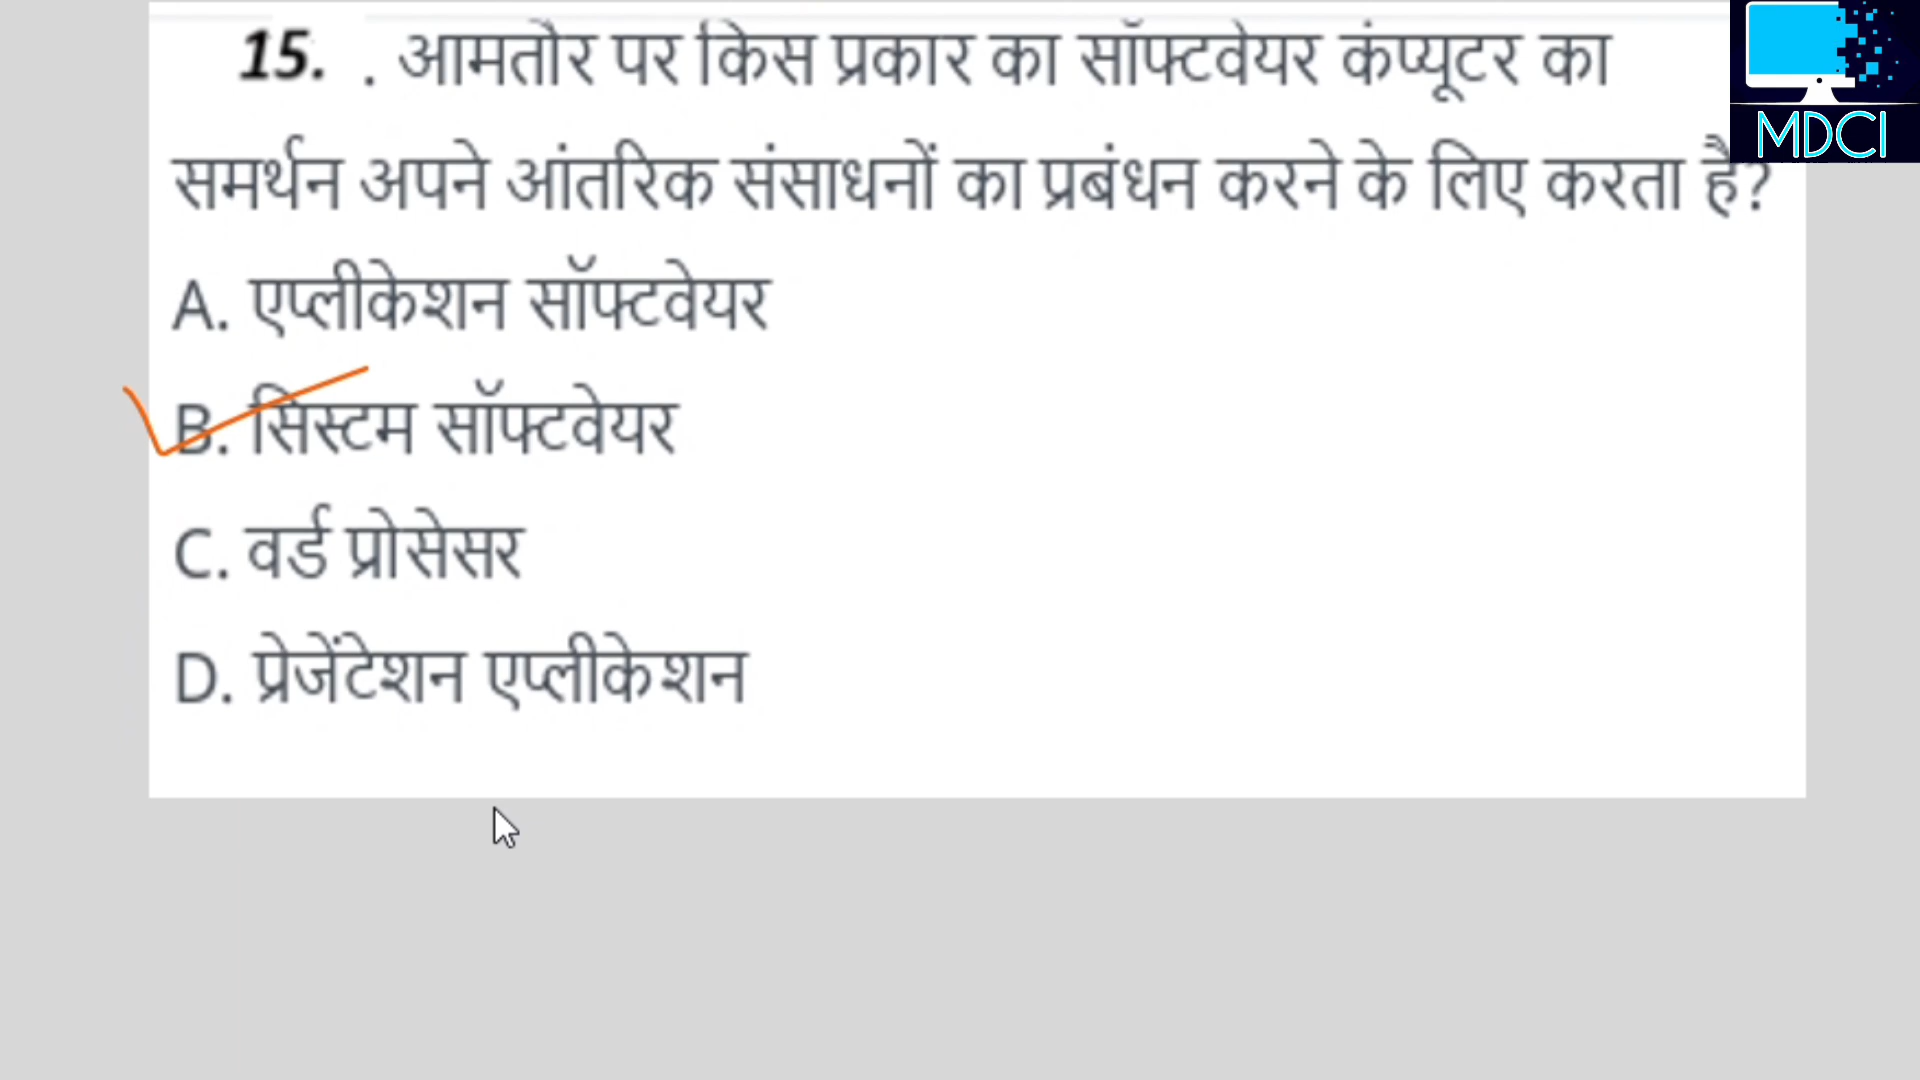 15. . आमतौर पर किस प्रकार का सॉफ्टवेयर कंप्यूटर का
समर्थन अपने आंतरिक संसाधनों का प्रबंधन करने के लिए करता है?
A. एप्लीकेशन सॉफ्टवेयर
B. सिस्टम सॉफ्टवेयर
C. वर्ड प्रोसेसर
D. प्रेजेंटेशन एप्लीकेशन
MDCI